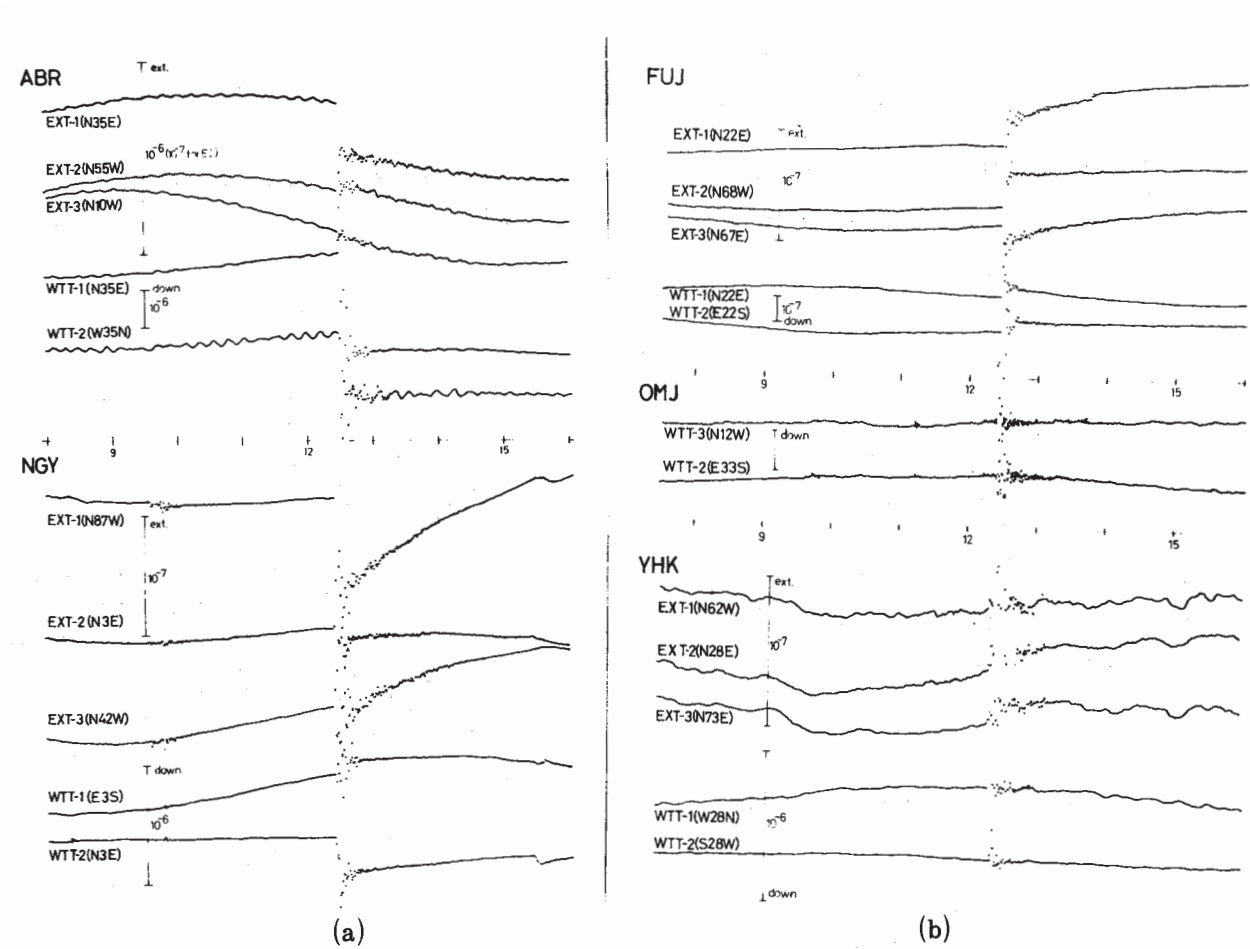 ABR
ext.
EXT-1(N35E)
EXT-2(N55W)
EXT-3(N10W)
WTT-1(N35E)
down
10⁻⁶
WTT-2(W35N)
9
12
15
NGY
EXT-1(N87W)
ext.
10⁻⁷
EXT-2(N3E)
EXT-3(N42W)
down
WTT-1(E3S)
10⁻⁶
WTT-2(N3E)
(a)
FUJ
EXT-1(N22E)
ext.
10⁻⁷
EXT-2(N68W)
EXT-3(N67E)
WTT-1(N22E)
WTT-2(E22S)
10⁻⁷
down
9
12
15
OMJ
WTT-3(N12W)
down
WTT-2(E33S)
9
12
15
YHK
ext.
EXT-1(N62W)
10⁻⁷
EXT-2(N28E)
EXT-3(N73E)
WTT-1(W28N)
10⁻⁶
WTT-2(S28W)
down
(b)